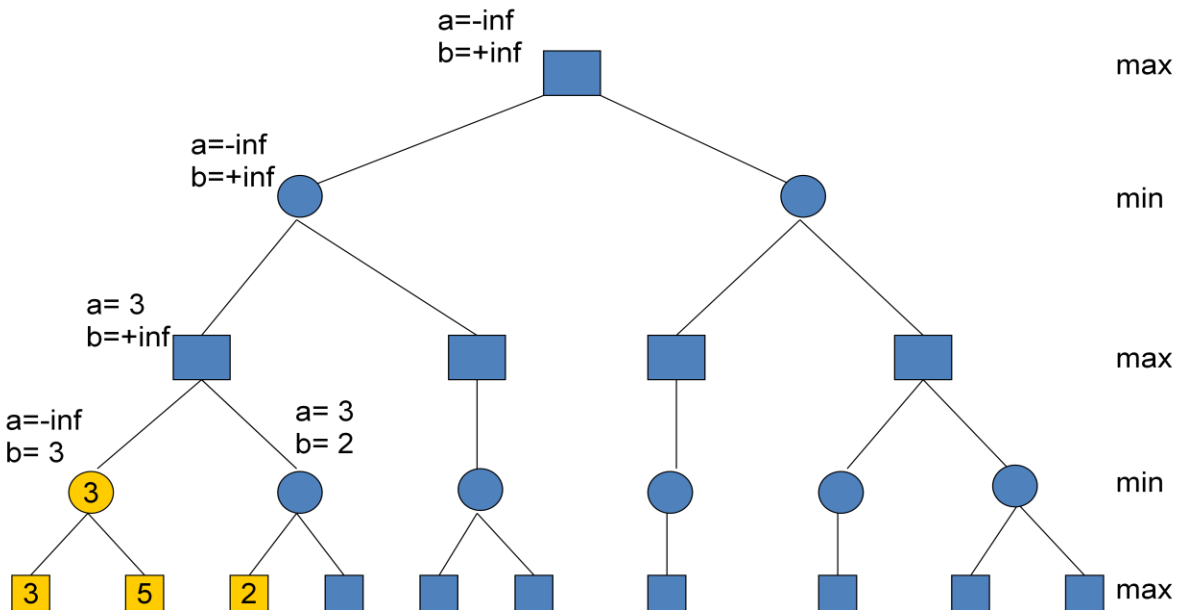 a=-inf
b=+inf
max
a=-inf
b=+inf
min
a= 3
b=+inf
max
a=-inf
b= 3
a= 3
b= 2
3
min
3
5
2
max